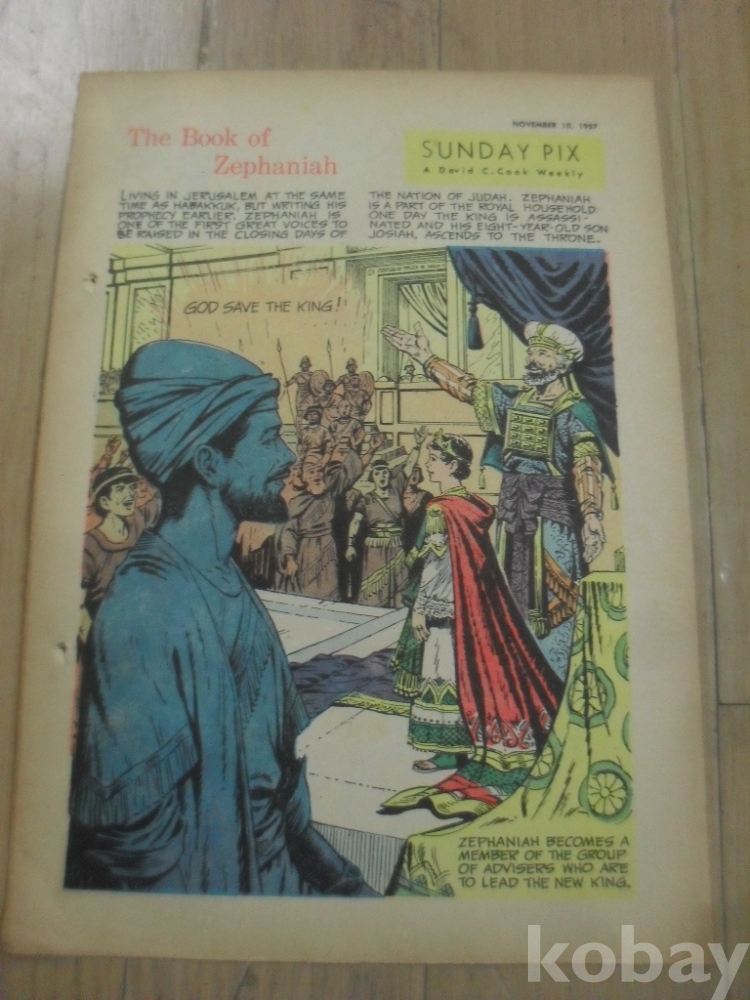 NOVEMBER 10, 1957
The Book of
Zephaniah
SUNDAY PIX
A David C. Cook Weekly
LIVING IN JERUSALEM AT THE SAME
TIME AS HABAKKUK, BUT WRITING HIS
PROPHECY EARLIER, ZEPHANIAH IS
ONE OF THE FIRST GREAT VOICES TO
BE RAISED IN THE CLOSING DAYS OF
THE NATION OF JUDAH. ZEPHANIAH
IS A PART OF THE ROYAL HOUSEHOLD.
ONE DAY THE KING IS ASSASSI-
NATED AND HIS EIGHT-YEAR-OLD SON
JOSIAH, ASCENDS TO THE THRONE.
GOD SAVE THE KING!
ZEPHANIAH BECOMES A
MEMBER OF THE GROUP
OF ADVISERS WHO ARE
TO LEAD THE NEW KING.
kobay